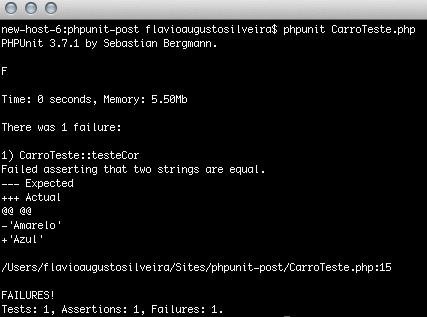 new-host-6:phpunit-post flavioaugustosilveira$ phpunit CarroTeste.php
PHPUnit 3.7.1 by Sebastian Bergmann.
F
Time: 0 seconds, Memory: 5.50Mb
There was 1 failure:
1) CarroTeste::testeCor
Failed asserting that two strings are equal.
--- Expected
+++ Actual
@@ @@
-'Amarelo'
+'Azul'
/Users/flavioaugustosilveira/Sites/phpunit-post/CarroTeste.php:15
FAILURES!
Tests: 1, Assertions: 1, Failures: 1.